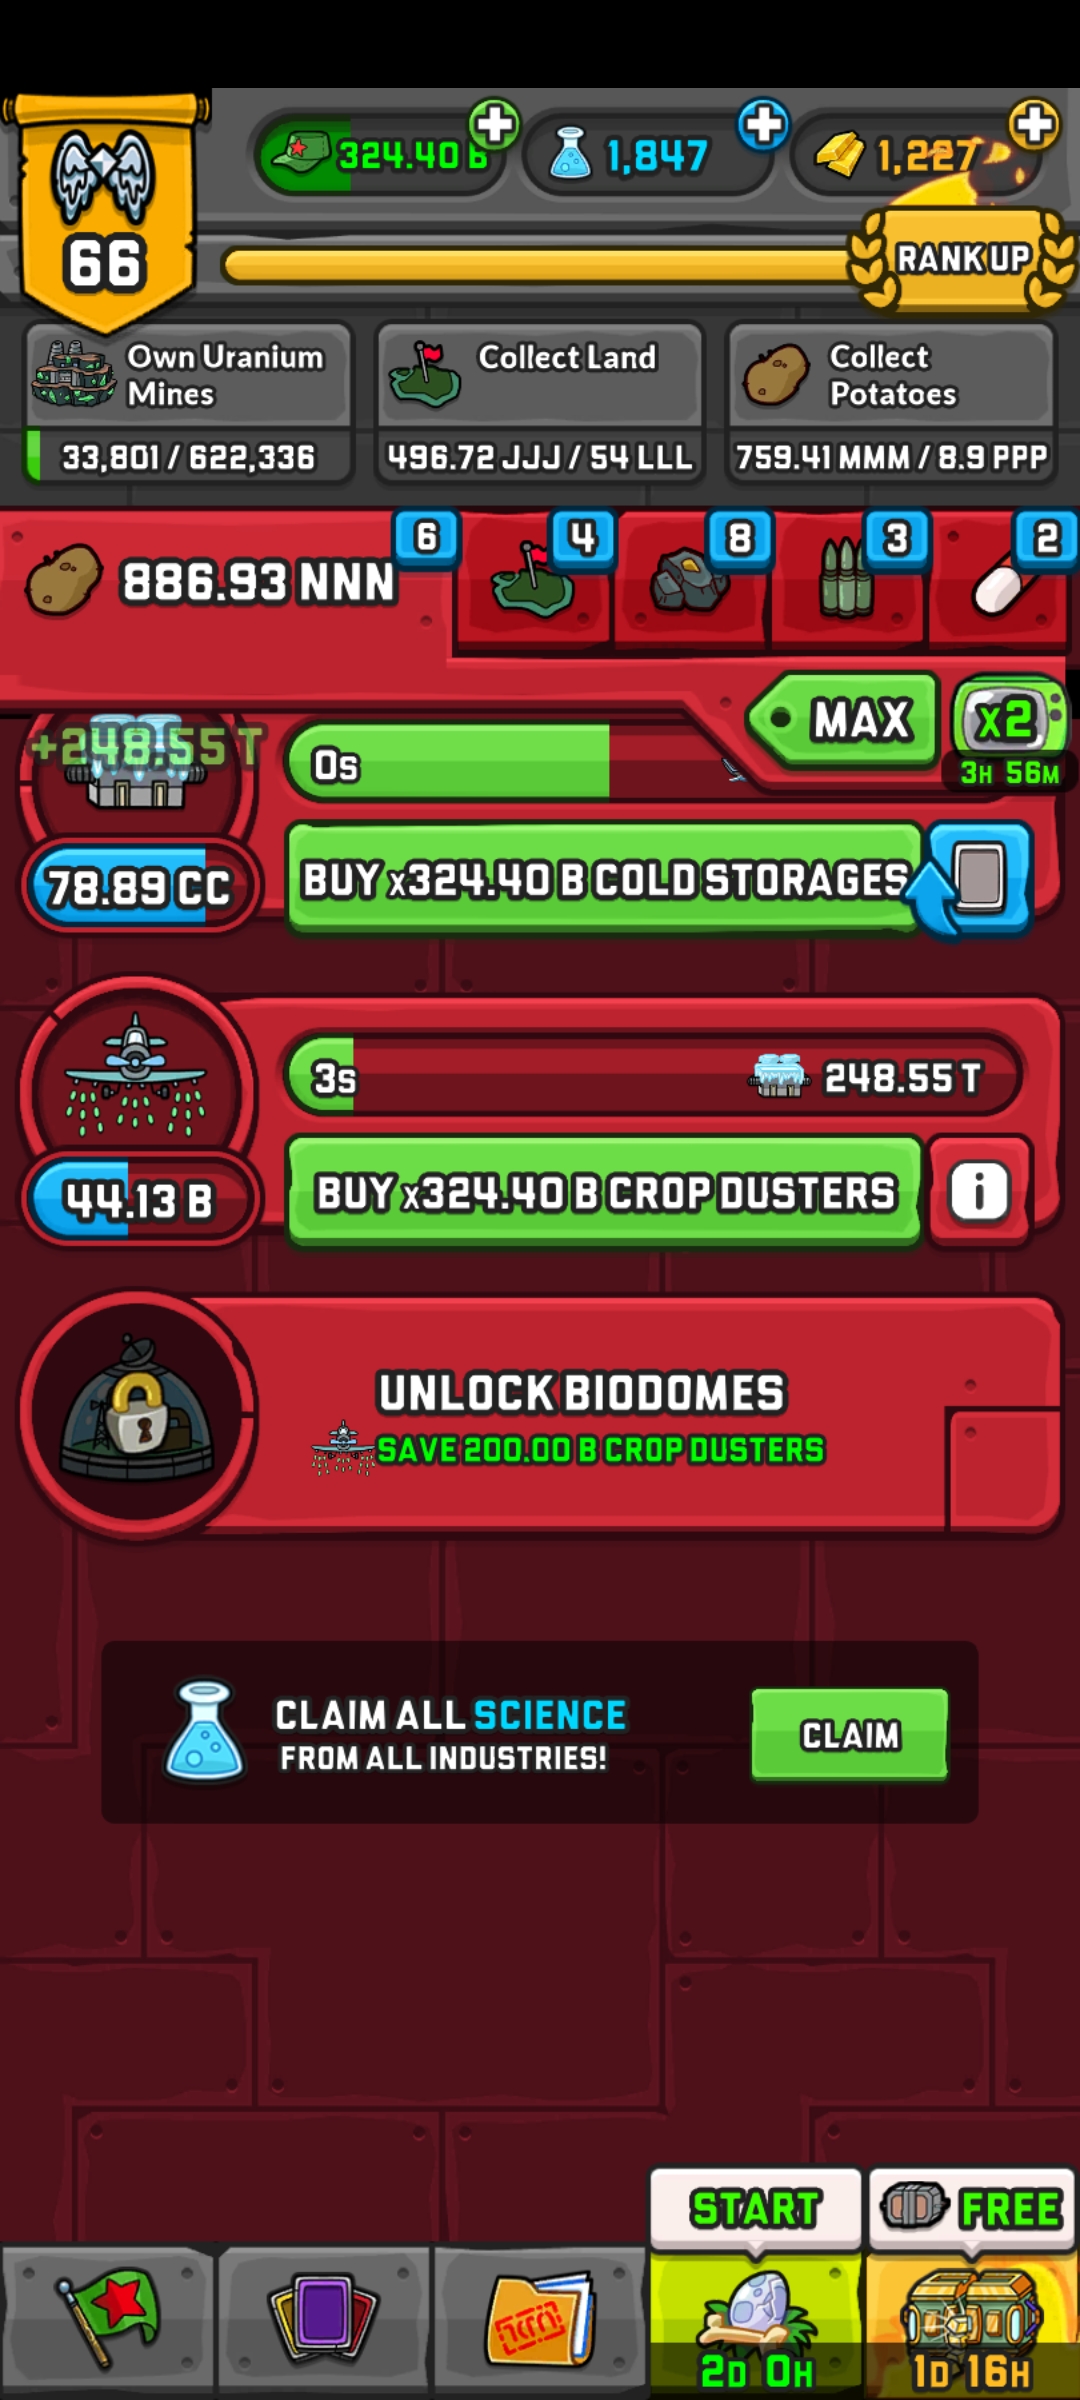 324.40 B
1,847
1,227
66
RANK UP
Own Uranium
Mines
Collect Land
Collect
Potatoes
33,801 / 622,336
496.72 JJJ / 54 LLL
759.41 MMM / 8.9 PPP
886.93 NNN
6
4
8
3
2
MAX
x2
3H 56M
+248.55 T
0s
78.89 CC
BUY x324.40 B COLD STORAGES
3s
248.55 T
44.13 B
BUY x324.40 B CROP DUSTERS
i
UNLOCK BIODOMES
SAVE 200.00 B CROP DUSTERS
CLAIM ALL SCIENCE
FROM ALL INDUSTRIES!
CLAIM
START
FREE
2D 0H
1D 16H